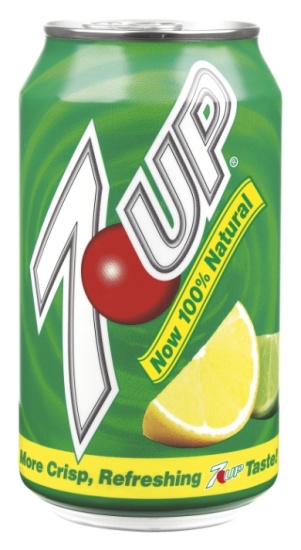 7UP®
Now 100% Natural
More Crisp, Refreshing 7UP Taste!